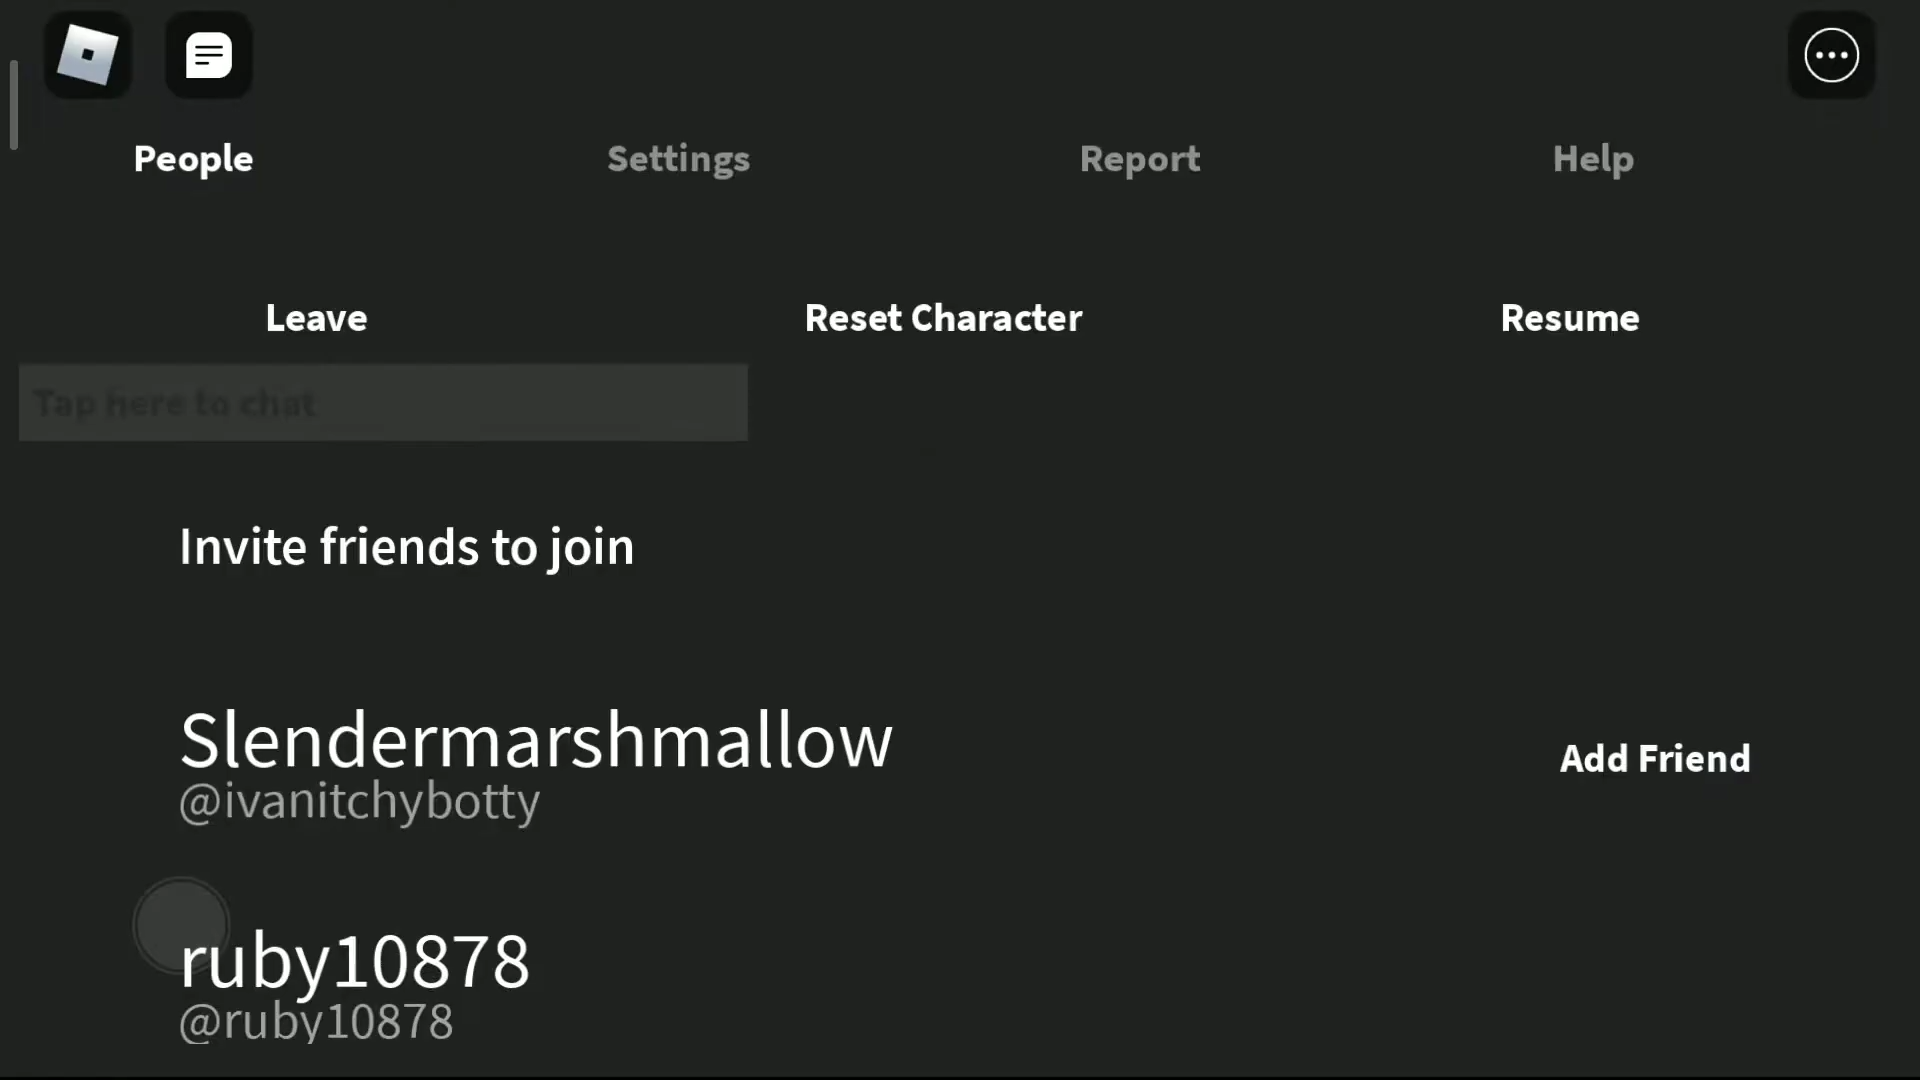 People Settings Report Help
Leave Reset Character Resume
Tap here to chat
Invite friends to join
Slendermarshmallow
@ivanitchybotty
Add Friend
ruby10878
@ruby10878